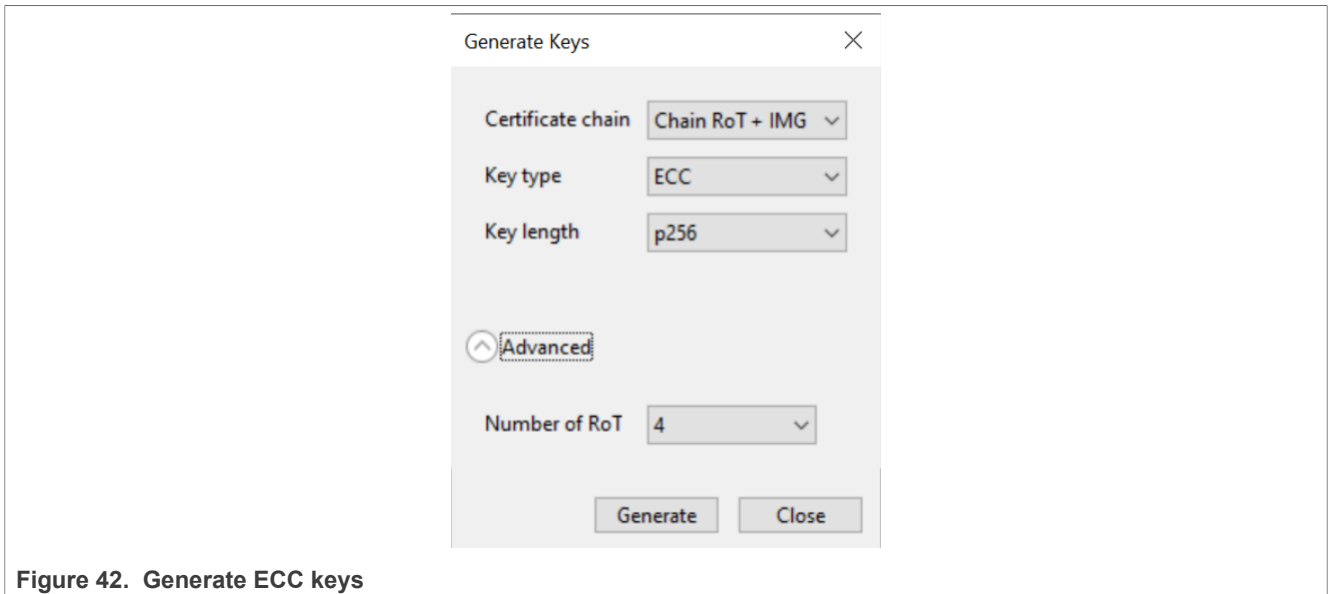 Generate Keys
Certificate chain Chain RoT + IMG
Key type ECC
Key length p256
Advanced
Number of RoT 4
Generate Close
Figure 42. Generate ECC keys